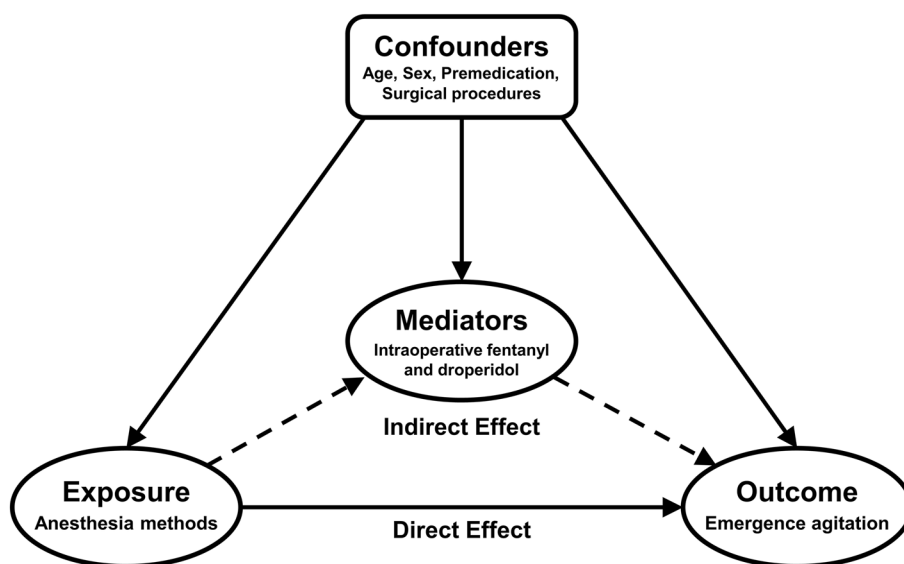 Confounders
Age, Sex, Premedication,
Surgical procedures
Mediators
Intraoperative fentanyl
and droperidol
Indirect Effect
Exposure
Anesthesia methods
Direct Effect
Outcome
Emergence agitation